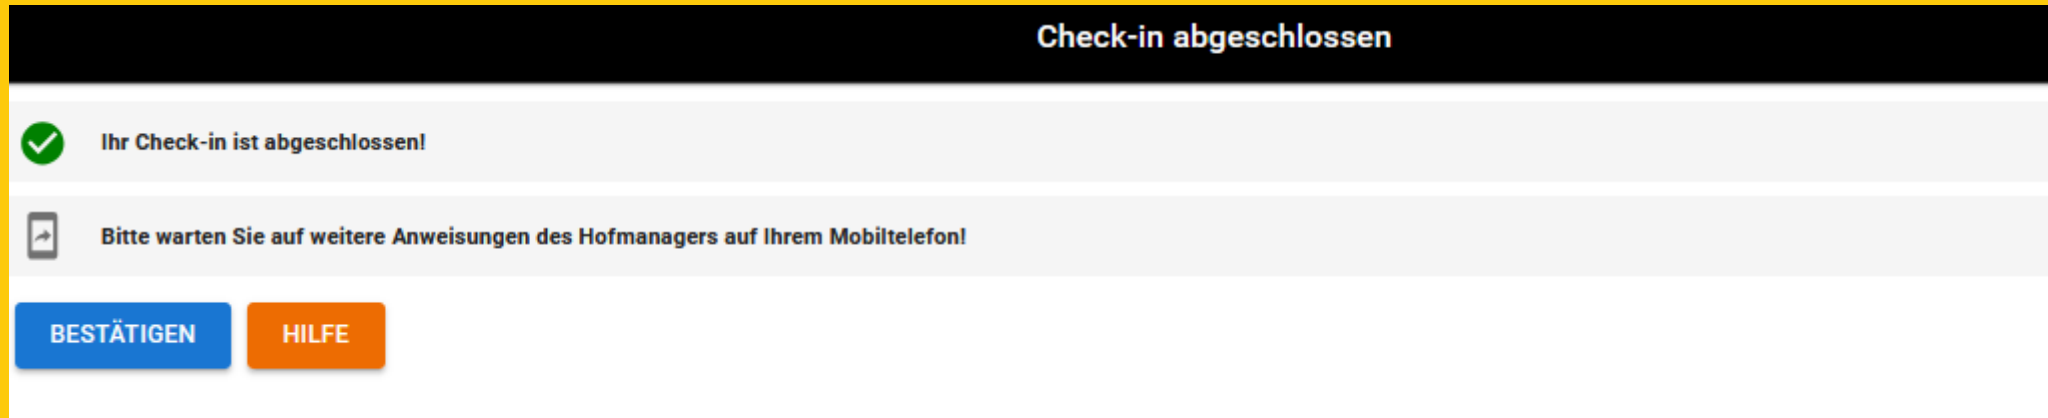 Check-in abgeschlossen
Ihr Check-in ist abgeschlossen!
Bitte warten Sie auf weitere Anweisungen des Hofmanagers auf Ihrem Mobiltelefon!
BESTÄTIGEN HILFE